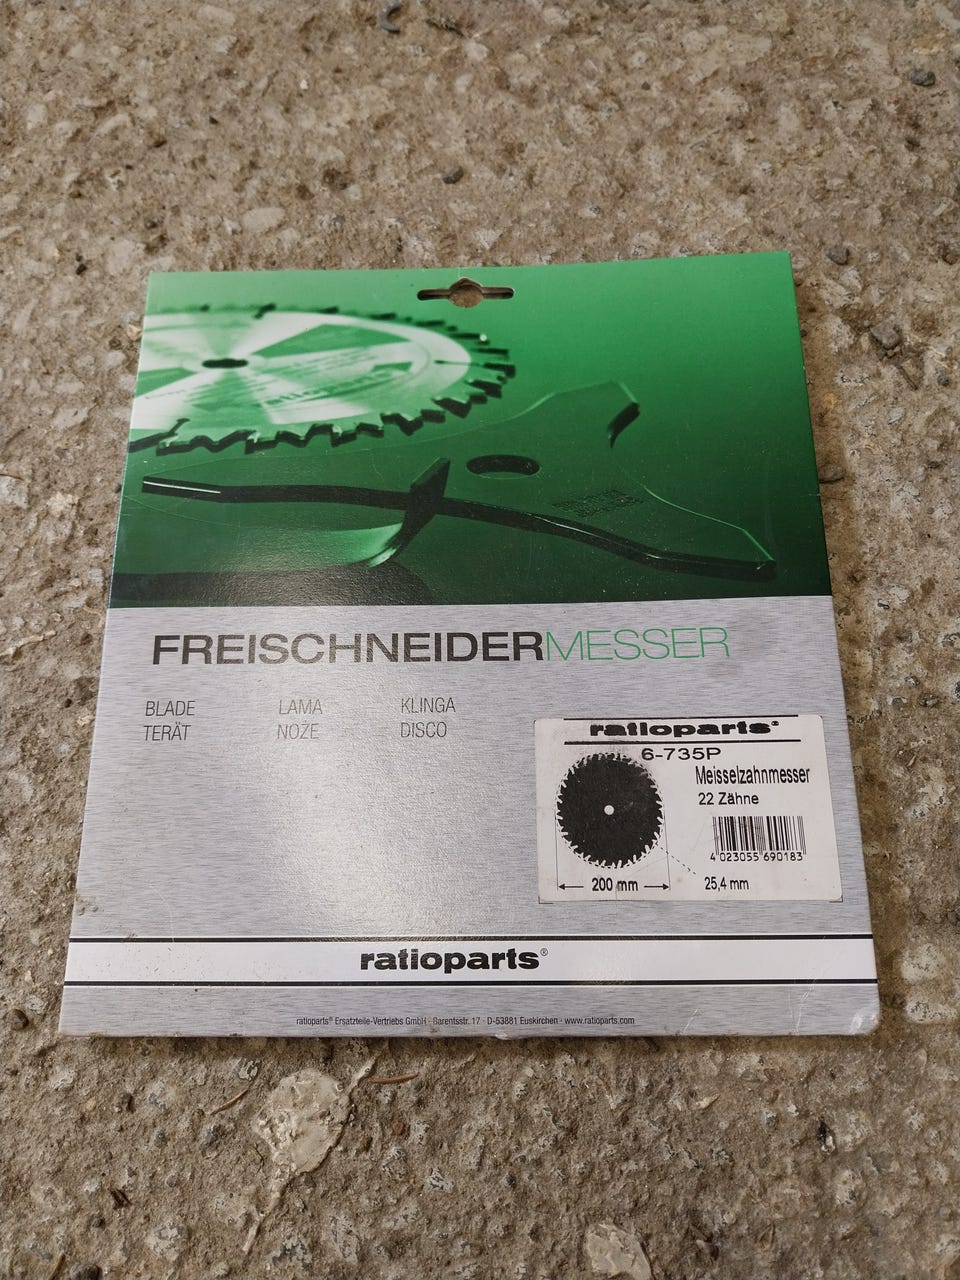 FREISCHNEIDERMESSER
BLADE LAMA KLINGA
TERÄT NOŽE DISCO
ratioparts®
6-735P
Meisselzahnmesser
22 Zähne
4 023055 690183
200 mm
25,4 mm
ratioparts®
ratioparts® Ersatzteile-Vertriebs GmbH · Barentsstr. 17 · D-53881 Euskirchen · www.ratioparts.com